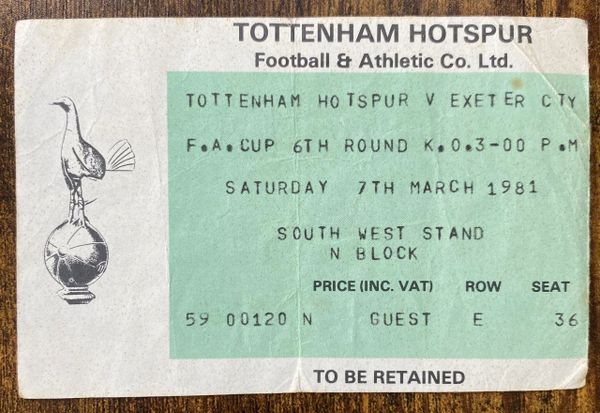 TOTTENHAM HOTSPUR
Football & Athletic Co. Ltd.
TOTTENHAM HOTSPUR V EXETER CTY
F.A.CUP 6TH ROUND K.O.3-00 P.M
SATURDAY 7TH MARCH 1981
SOUTH WEST STAND
N BLOCK
PRICE (INC. VAT) ROW SEAT
59 00120 N GUEST E 36
TO BE RETAINED